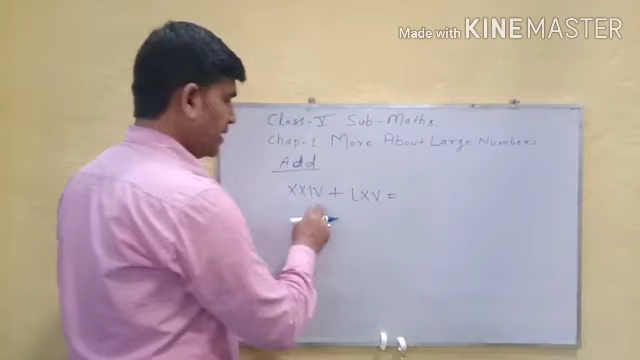 Made with KINEMASTER
Class-V Sub-Maths
Chap-1 More About Large Numbers
Add
XXIV + LXV =